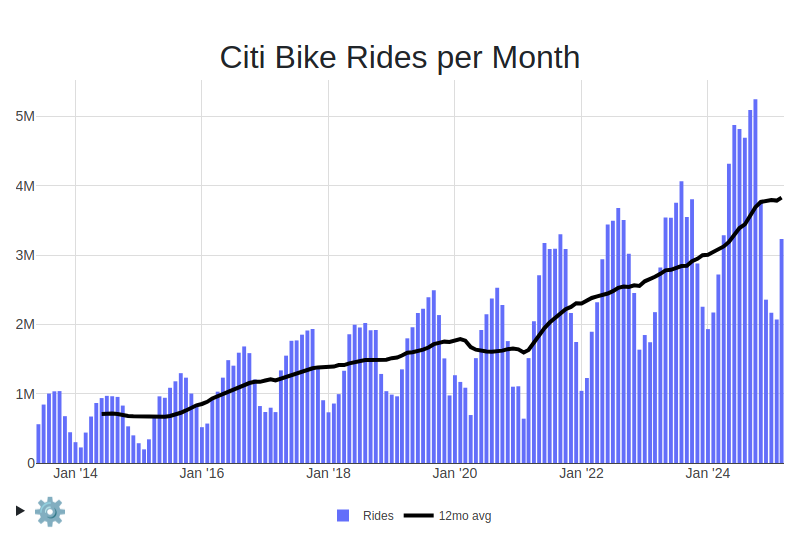 Citi Bike Rides per Month
5M
4M
3M
2M
1M
0
Jan '14 Jan '16 Jan '18 Jan '20 Jan '22 Jan '24
Rides 12mo avg